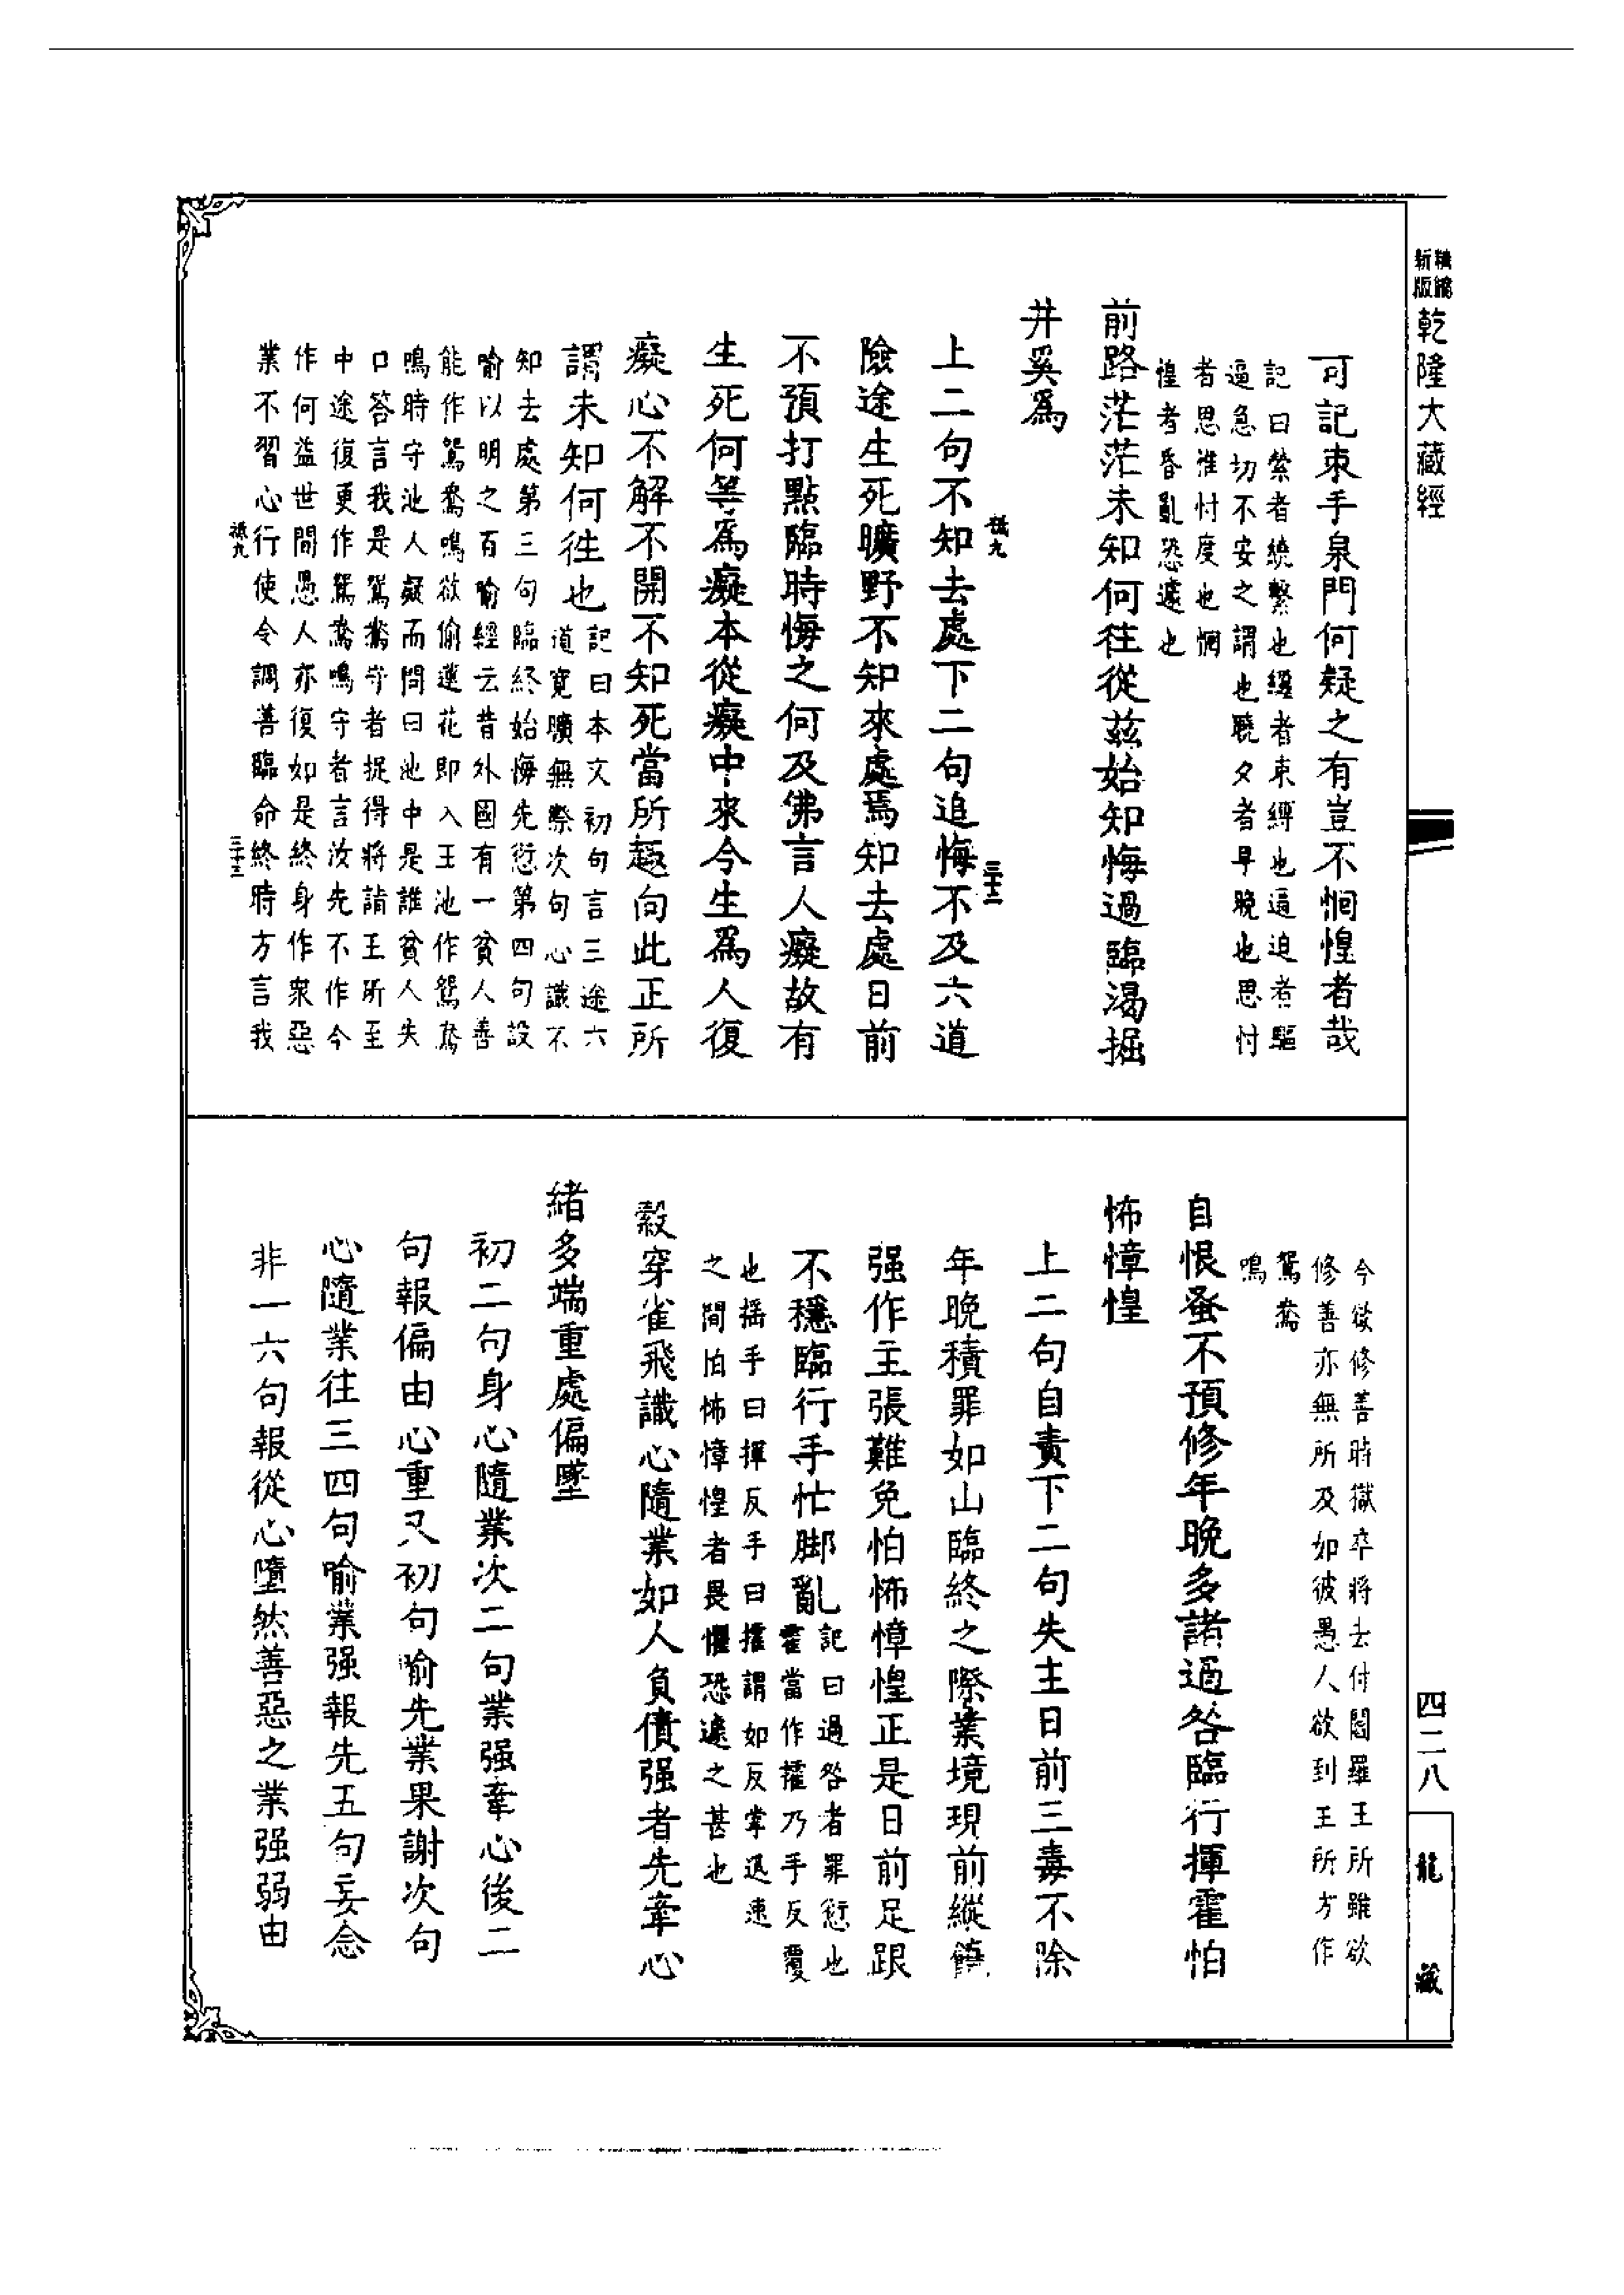 精縮新版
乾隆大藏經
可記束手泉門何疑之有豈不惘惶者哉
記曰縈者繞繫也纏者束縛也逼迫者驅
逼急切不安之謂也曉夕者早晚也思忖
者思惟忖度也惘
惶者昏亂恐遽也
前路茫茫未知何往從茲始知悔過臨渴掘
井奚為
上二句不知去處下二句追悔不及六道
險途生死曠野不知來處焉知去處日前
不預打點臨時悔之何及佛言人癡故有
生死何等為癡本從癡中來今生為人復
癡心不解不開不知死當所趣向此正所
謂未知何往也
記曰本文初句言三途六
道寬曠無際次句心識不
知去處第三句臨終始悔先愆第四句設
喻以明之百喻經云昔外國有一貧人善
能作鴛鴦鳴欲偷蓮花即入王池作鴛鴦
鳴時守池人疑而問曰池中是誰貧人失
口答言我是鴛鴦守者捉得將詣王所至
中途復更作鴛鴦鳴守者言汝先不作今
作何益世間愚人亦復如是終身作眾惡
業不習心行使令調善臨命終時方言我
今欲修善時獄卒將去付閻羅王所雖欲
修善亦無所及如彼愚人欲到王所方作
鴛鴦
鳴
自恨蚤不預修年晚多諸過咎臨行揮霍怕
怖慞惶
上二句自責下二句失主日前三毒不除
年晚積罪如山臨終之際業境現前縱饒
强作主張難免怕怖慞惶正是日前足跟
不穩臨行手忙脚亂
記曰過咎者罪愆也
霍當作攉乃手反覆
也搖手曰揮反手曰攉謂如反掌迅速
之間怕怖慞惶者畏懼恐遽之甚也
縠穿雀飛識心隨業如人負債强者先牽心
緒多端重處偏墜
初二句身心隨業次二句業强牽心後二
句報偏由心重又初句喻先業果謝次句
心隨業往三四句喻業强報先五句妄念
非一六句報從心墮然善惡之業强弱由
四二八
龍藏